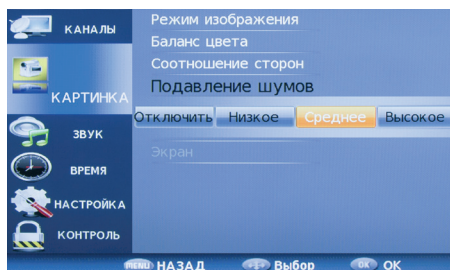 КАНАЛЫ
КАРТИНКА
ЗВУК
ВРЕМЯ
НАСТРОЙКА
КОНТРОЛЬ
Режим изображения
Баланс цвета
Соотношение сторон
Подавление шумов
Отключить Низкое Среднее Высокое
Экран
MENU НАЗАД Выбор OK OK